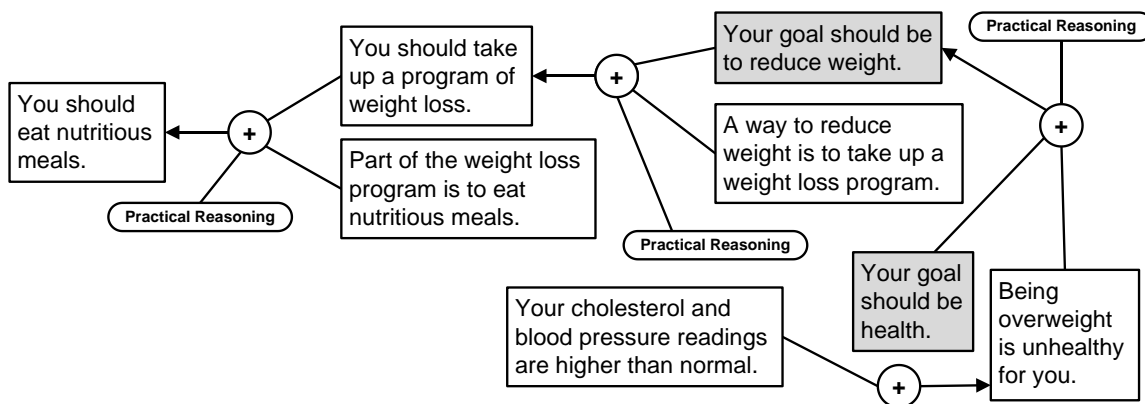 You should
eat nutritious
meals.
+
Practical Reasoning
You should take
up a program of
weight loss.
Part of the weight loss
program is to eat
nutritious meals.
+
Practical Reasoning
Your goal should be
to reduce weight.
A way to reduce
weight is to take up a
weight loss program.
Practical Reasoning
+
Your goal
should be
health.
Being
overweight
is unhealthy
for you.
Your cholesterol and
blood pressure readings
are higher than normal.
+